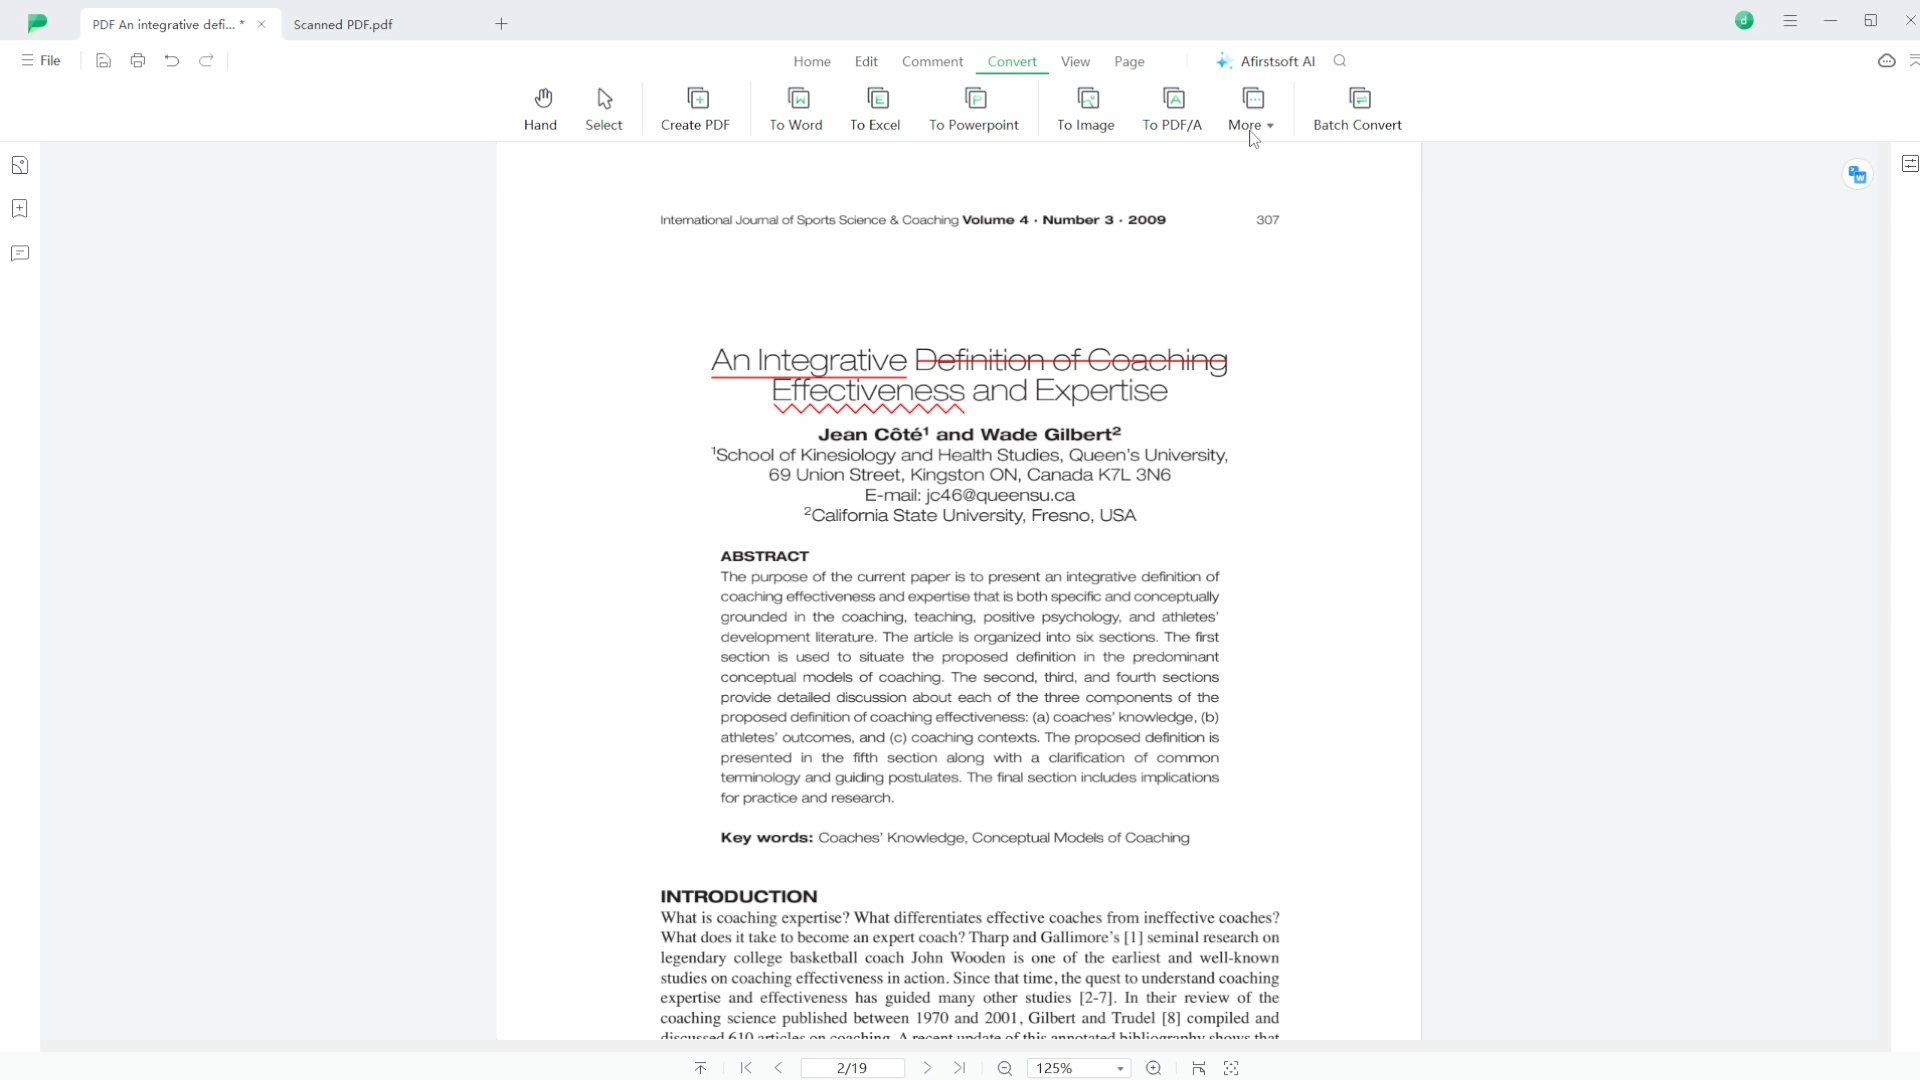 PDF An integrative defi... *
Scanned PDF.pdf
d
File
Home
Edit
Comment
Convert
View
Page
Afirstsoft AI
Hand
Select
Create PDF
To Word
To Excel
To Powerpoint
To Image
To PDF/A
More
Batch Convert
International Journal of Sports Science & Coaching Volume 4 · Number 3 · 2009
307
An Integrative Definition of Coaching
Effectiveness and Expertise
Jean Côté¹ and Wade Gilbert²
¹School of Kinesiology and Health Studies, Queen's University,
69 Union Street, Kingston ON, Canada K7L 3N6
E-mail: jc46@queensu.ca
²California State University, Fresno, USA
ABSTRACT
The purpose of the current paper is to present an integrative definition of
coaching effectiveness and expertise that is both specific and conceptually
grounded in the coaching, teaching, positive psychology, and athletes'
development literature. The article is organized into six sections. The first
section is used to situate the proposed definition in the predominant
conceptual models of coaching. The second, third, and fourth sections
provide detailed discussion about each of the three components of the
proposed definition of coaching effectiveness: (a) coaches' knowledge, (b)
athletes' outcomes, and (c) coaching contexts. The proposed definition is
presented in the fifth section along with a clarification of common
terminology and guiding postulates. The final section includes implications
for practice and research.
Key words: Coaches' Knowledge, Conceptual Models of Coaching
INTRODUCTION
What is coaching expertise? What differentiates effective coaches from ineffective coaches?
What does it take to become an expert coach? Tharp and Gallimore's [1] seminal research on
legendary college basketball coach John Wooden is one of the earliest and well-known
studies on coaching effectiveness in action. Since that time, the quest to understand coaching
expertise and effectiveness has guided many other studies [2-7]. In their review of the
coaching science published between 1970 and 2001, Gilbert and Trudel [8] compiled and
discussed 610 articles on coaching. A recent update of this annotated bibliography shows that
2/19
125%